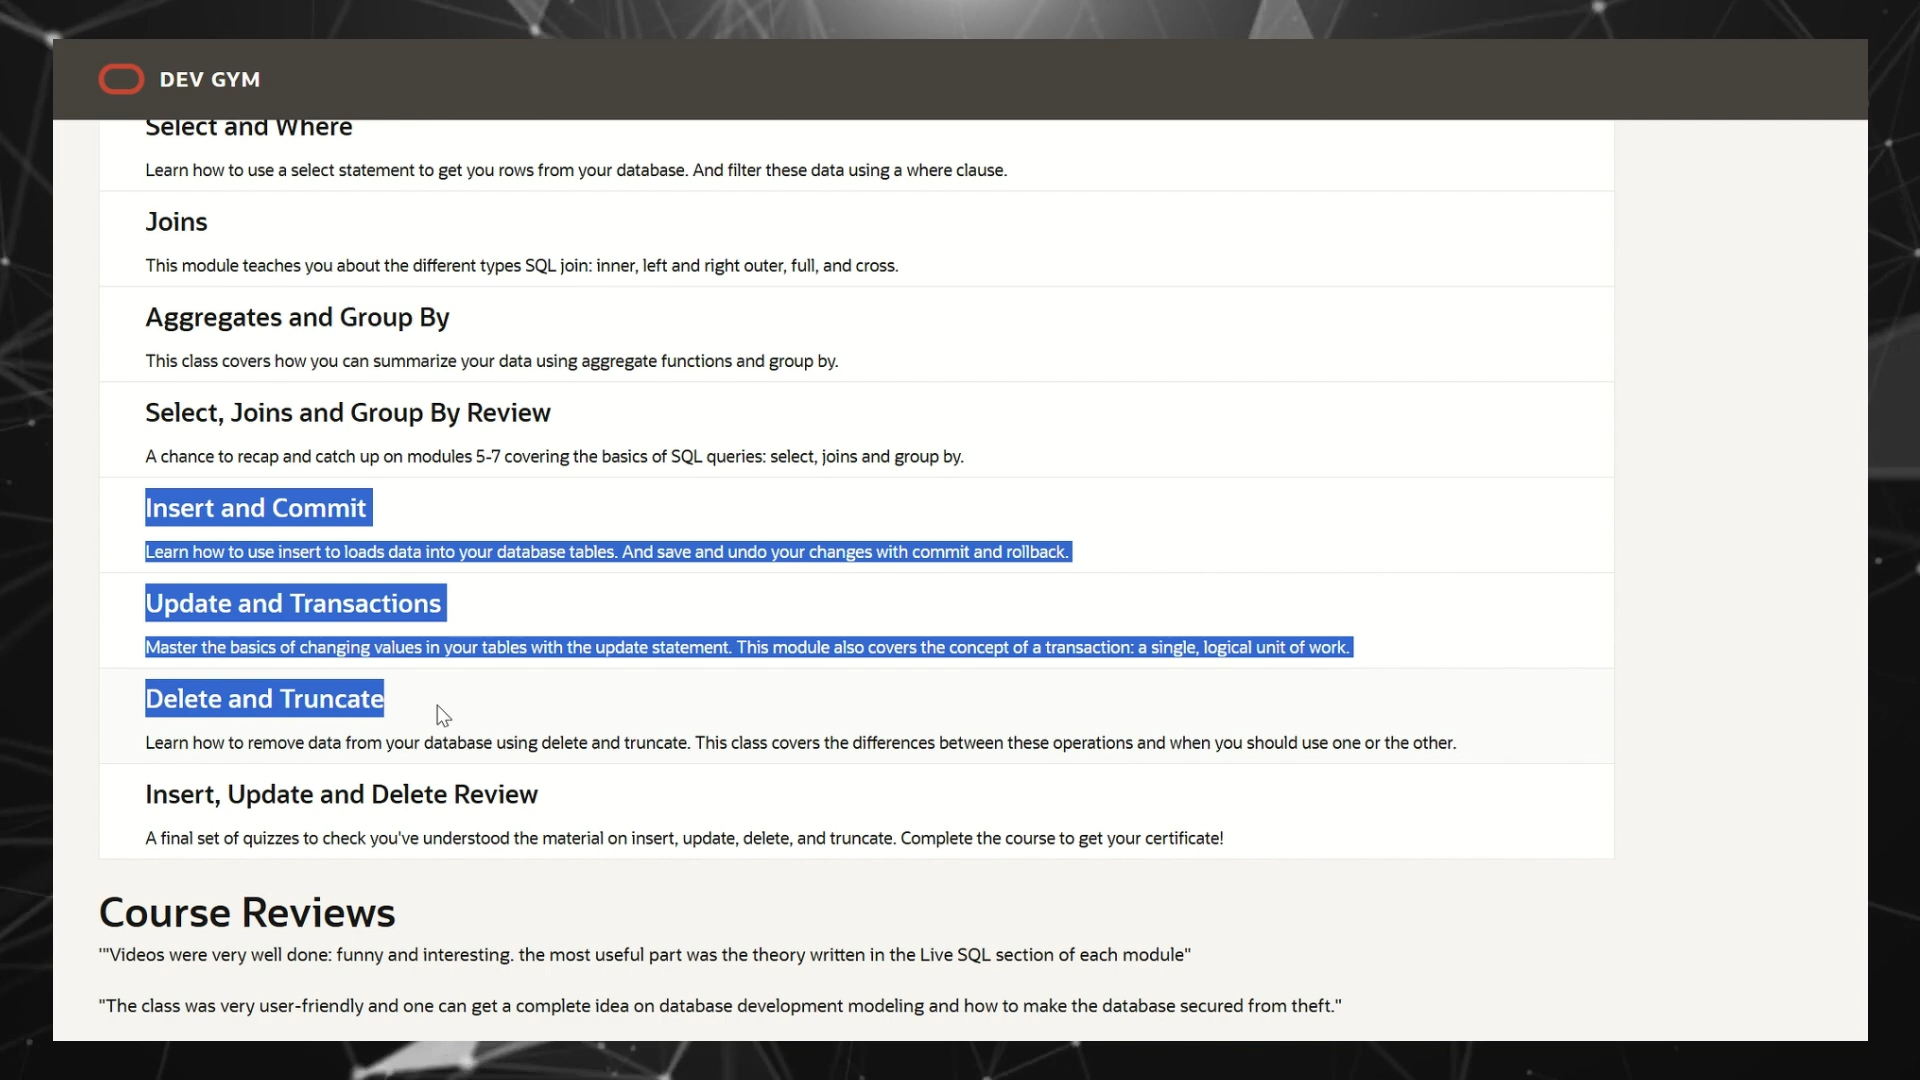 DEV GYM
Select and Where
Learn how to use a select statement to get you rows from your database. And filter these data using a where clause.
Joins
This module teaches you about the different types SQL join: inner, left and right outer, full, and cross.
Aggregates and Group By
This class covers how you can summarize your data using aggregate functions and group by.
Select, Joins and Group By Review
A chance to recap and catch up on modules 5-7 covering the basics of SQL queries: select, joins and group by.
Insert and Commit
Learn how to use insert to loads data into your database tables. And save and undo your changes with commit and rollback.
Update and Transactions
Master the basics of changing values in your tables with the update statement. This module also covers the concept of a transaction: a single, logical unit of work.
Delete and Truncate
Learn how to remove data from your database using delete and truncate. This class covers the differences between these operations and when you should use one or the other.
Insert, Update and Delete Review
A final set of quizzes to check you've understood the material on insert, update, delete, and truncate. Complete the course to get your certificate!
Course Reviews
'"Videos were very well done: funny and interesting. the most useful part was the theory written in the Live SQL section of each module"
"The class was very user-friendly and one can get a complete idea on database development modeling and how to make the database secured from theft."